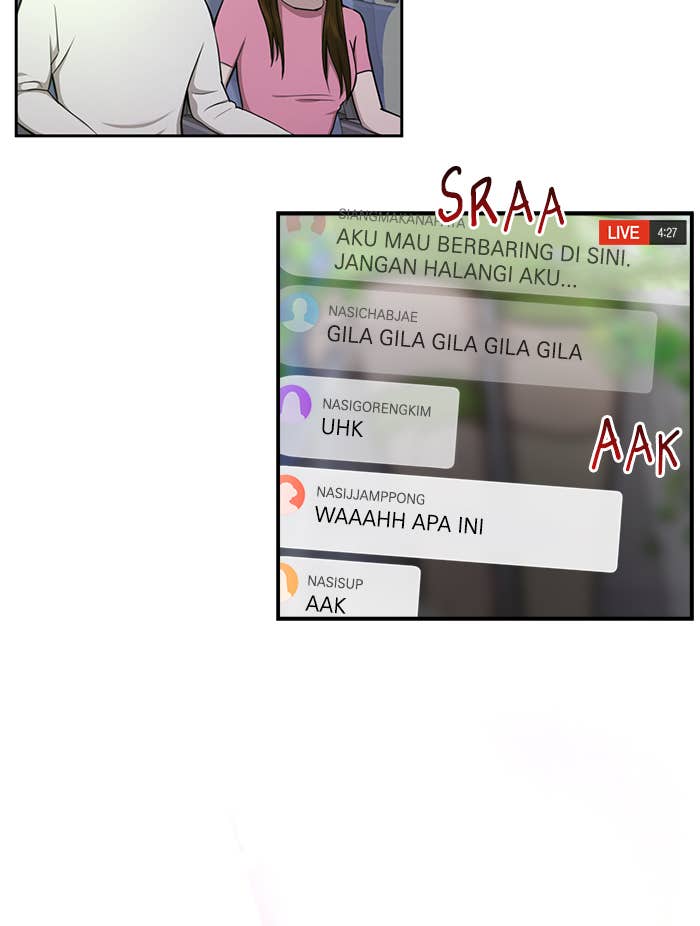 SRAA
LIVE 4:27
AKU MAU BERBARING DI SINI.
JANGAN HALANGI AKU...
NASICHABJAE
GILA GILA GILA GILA GILA
NASIGORENGKIM
UHK
AAK
NASIJJAMPPONG
WAAAHH APA INI
NASISUP
AAK